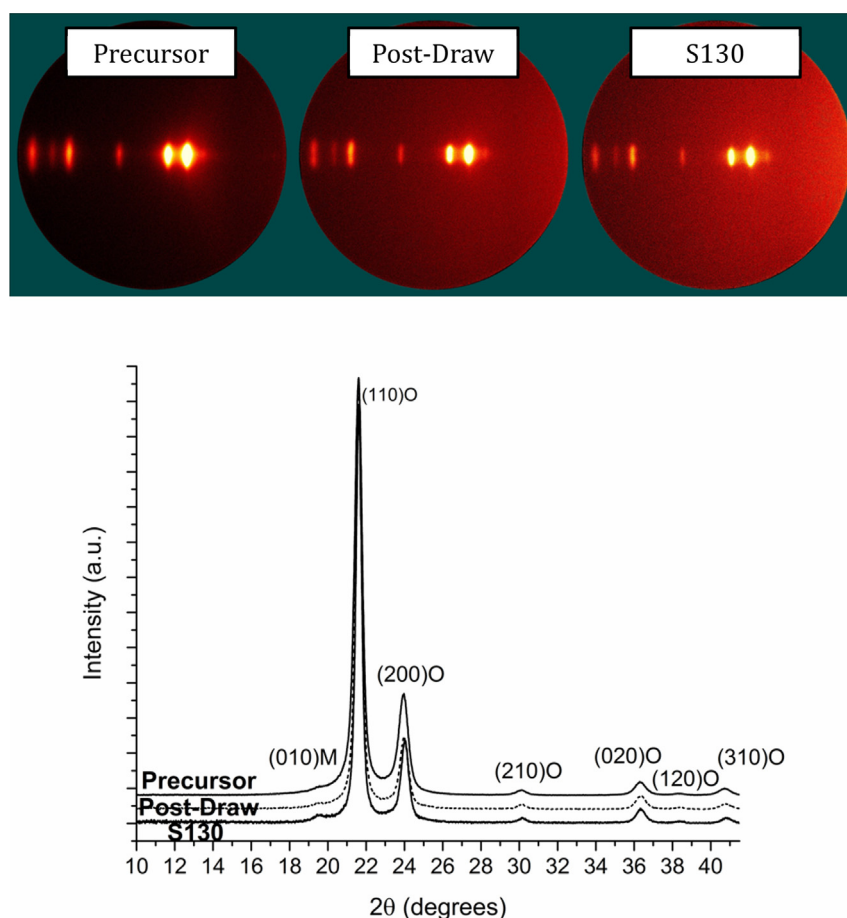 Precursor
Post-Draw
S130
(110)O
(200)O
(010)M
(210)O
(020)O
(120)O
(310)O
Precursor
Post-Draw
S130
Intensity (a.u.)
10 12 14 16 18 20 22 24 26 28 30 32 34 36 38 40
2θ (degrees)